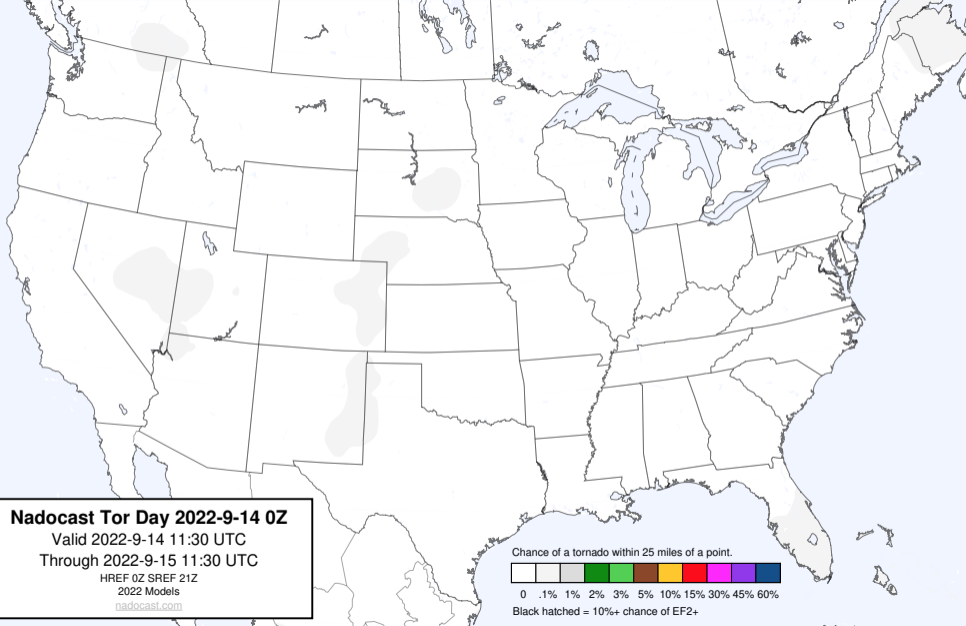 Nadocast Tor Day 2022-9-14 0Z
Valid 2022-9-14 11:30 UTC
Through 2022-9-15 11:30 UTC
HREF 0Z SREF 21Z
2022 Models
nadocast.com
Chance of a tornado within 25 miles of a point.
0 .1% 1% 2% 3% 5% 10% 15% 30% 45% 60%
Black hatched = 10%+ chance of EF2+